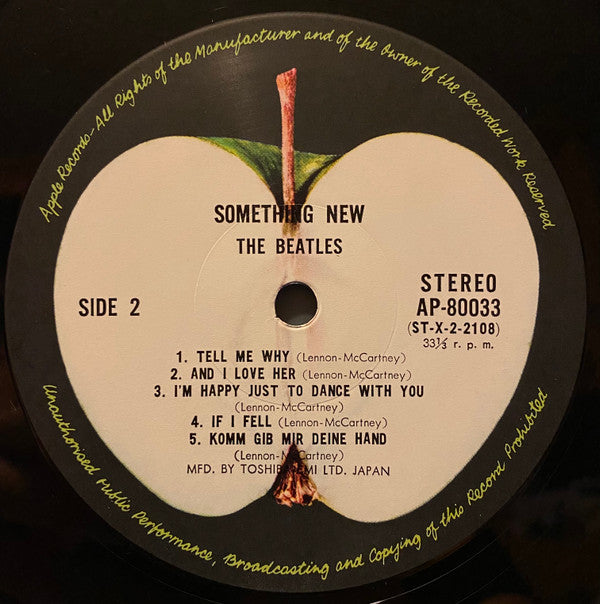 Apple Records-All Rights of the Manufacturer and of the Owner of the Recorded Work Reserved
SOMETHING NEW
THE BEATLES
SIDE 2
STEREO
AP-80033
(ST-X-2-2108)
33⅓ r. p. m.
1. TELL ME WHY (Lennon-McCartney)
2. AND I LOVE HER (Lennon-McCartney)
3. I'M HAPPY JUST TO DANCE WITH YOU
(Lennon-McCartney)
4. IF I FELL (Lennon-McCartney)
5. KOMM GIB MIR DEINE HAND
(Lennon-McCartney)
MFD. BY TOSHIBA EMI LTD. JAPAN
Unauthorised Public Performance, Broadcasting and Copying of this Record Prohibited